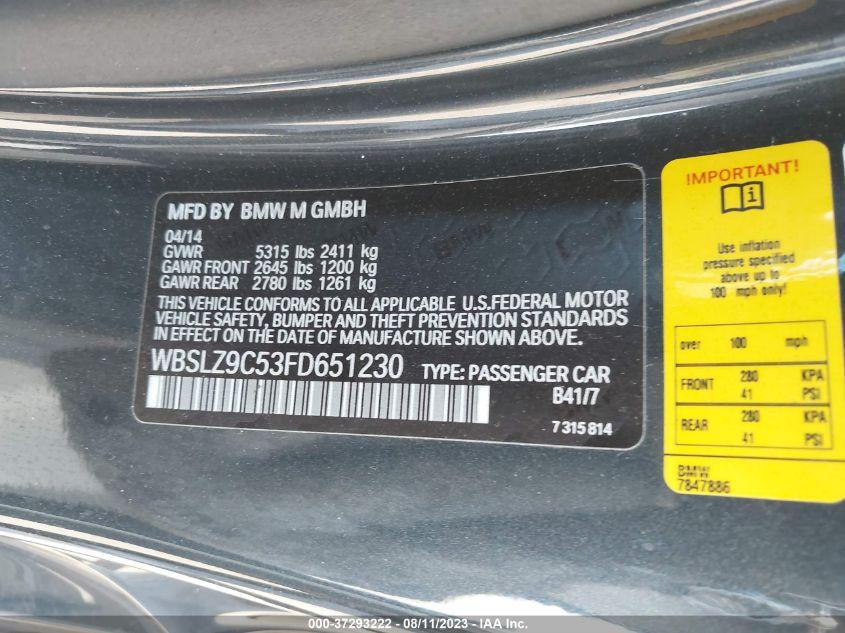 MFD BY BMW M GMBH
04/14
GVWR 5315 lbs 2411 kg
GAWR FRONT 2645 lbs 1200 kg
GAWR REAR 2780 lbs 1261 kg
THIS VEHICLE CONFORMS TO ALL APPLICABLE U.S.FEDERAL MOTOR
VEHICLE SAFETY, BUMPER AND THEFT PREVENTION STANDARDS
IN EFFECT ON DATE OF MANUFACTURE SHOWN ABOVE.
WBSLZ9C53FD651230 TYPE: PASSENGER CAR
B41/7
7315814
IMPORTANT!
i
Use inflation
pressure specified
above up to
100 mph only!
over 100 mph
FRONT 280 KPA
41 PSI
REAR 280 KPA
41 PSI
BMW
7847886
000-37293222 - 08/11/2023 - IAA Inc.